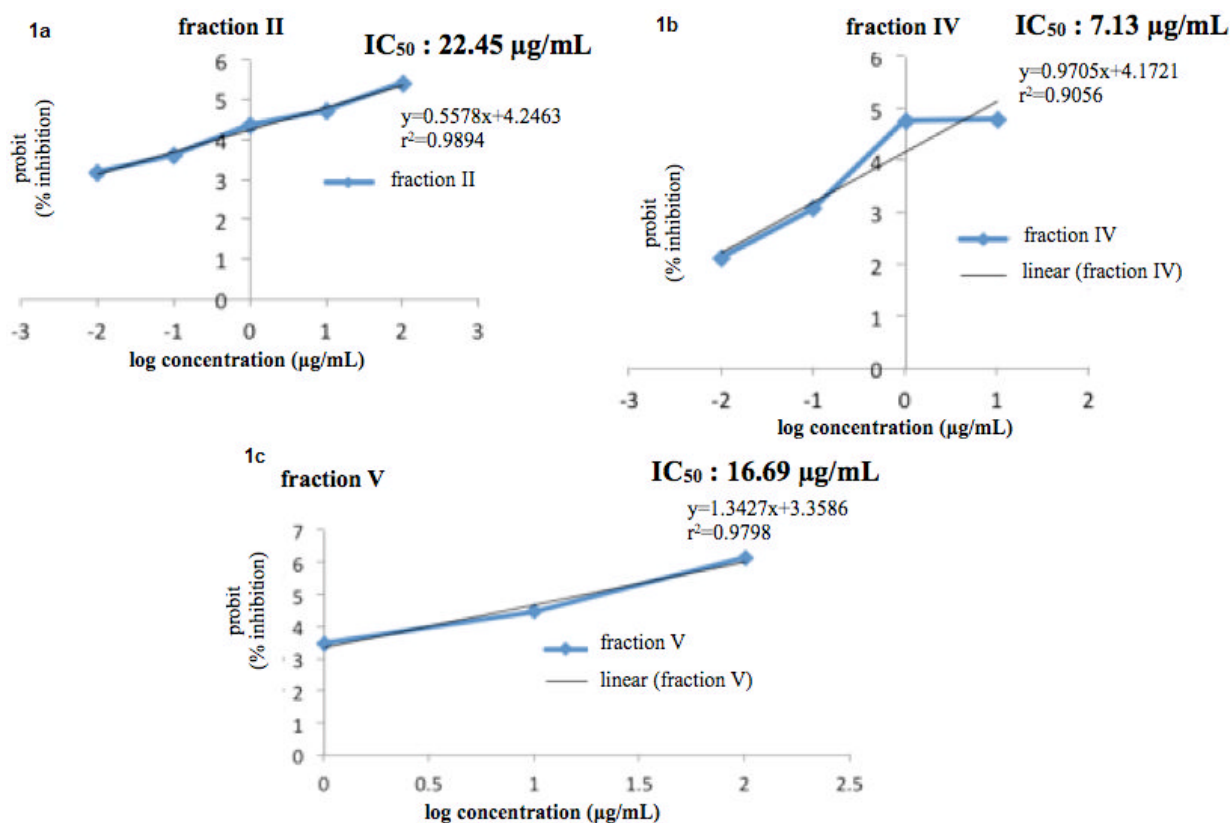 1a
fraction II
IC₅₀ : 22.45 µg/mL
6
5
4
3
2
1
0
probit
(% inhibition)
y=0.5578x+4.2463
r²=0.9894
fraction II
-3 -2 -1 0 1 2 3
log concentration (µg/mL)
1b
fraction IV
IC₅₀ : 7.13 µg/mL
6
5
4
3
2
1
0
probit
(% inhibition)
y=0.9705x+4.1721
r²=0.9056
fraction IV
linear (fraction IV)
-3 -2 -1 0 1 2
log concentration (µg/mL)
1c
fraction V
IC₅₀ : 16.69 µg/mL
y=1.3427x+3.3586
r²=0.9798
7
6
5
4
3
2
1
0
probit
(% inhibition)
fraction V
linear (fraction V)
0 0.5 1 1.5 2 2.5
log concentration (µg/mL)